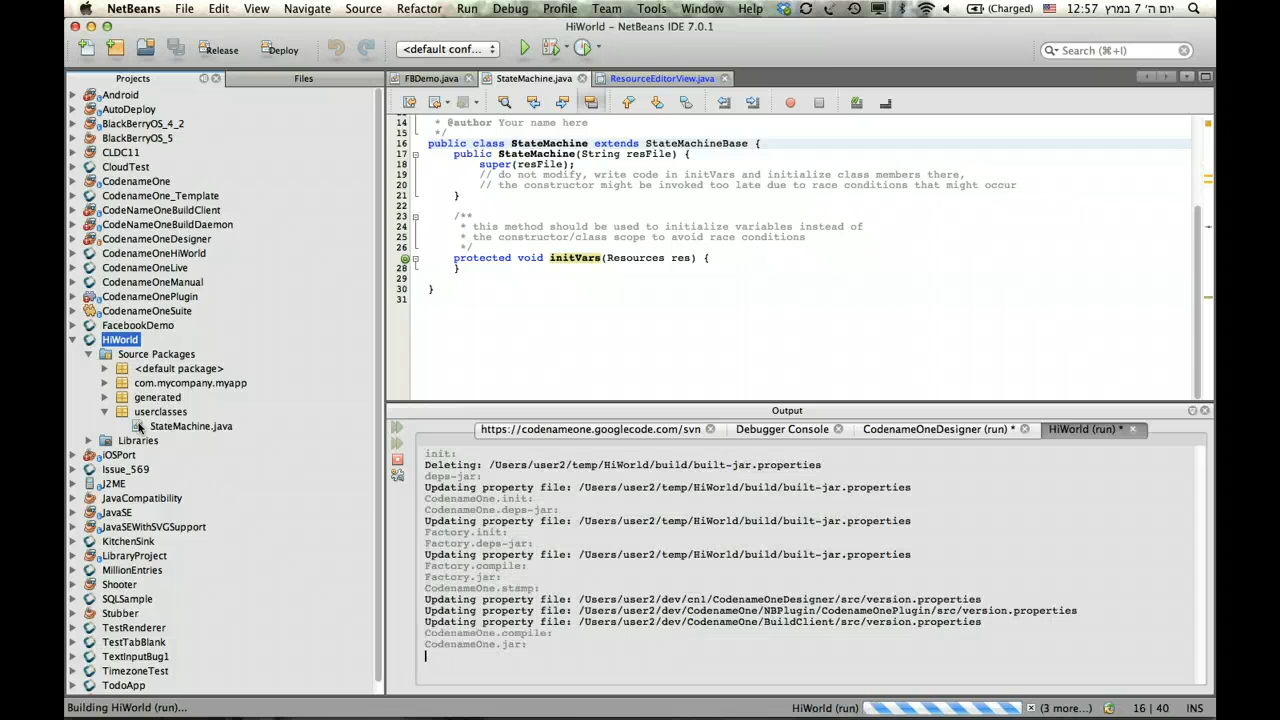 NetBeans File Edit View Navigate Source Refactor Run Debug Profile Team Tools Window Help (Charged) יום ה' 7 במרץ 12:57
HiWorld - NetBeans IDE 7.0.1
Release Deploy <default conf... Search (⌘+I)
Projects Files FBDemo.java StateMachine.java ResourceEditorView.java
Android
AutoDeploy
BlackBerryOS_4_2
BlackBerryOS_5
CLDC11
CloudTest
CodenameOne
CodenameOne_Template
CodeNameOneBuildClient
CodeNameOneBuildDaemon
CodenameOneDesigner
CodenameOneHiWorld
CodenameOneLive
CodenameOneManual
CodenameOnePlugin
CodenameOneSuite
FacebookDemo
HiWorld
Source Packages
<default package>
com.mycompany.myapp
generated
userclasses
StateMachine.java
Libraries
iOSPort
Issue_569
J2ME
JavaCompatibility
JavaSE
JavaSEWithSVGSupport
KitchenSink
LibraryProject
MillionEntries
Shooter
SQLSample
Stubber
TestRenderer
TestTabBlank
TextInputBug1
TimezoneTest
TodoApp
14 * @author Your name here
15 */
16 public class StateMachine extends StateMachineBase {
17 public StateMachine(String resFile) {
18 super(resFile);
19 // do not modify, write code in initVars and initialize class members there,
20 // the constructor might be invoked too late due to race conditions that might occur
21 }
22
23 /**
24 * this method should be used to initialize variables instead of
25 * the constructor/class scope to avoid race conditions
26 */
27 protected void initVars(Resources res) {
28 }
29
30 }
31
Output
https://codenameone.googlecode.com/svn Debugger Console CodenameOneDesigner (run) * HiWorld (run) *
init:
Deleting: /Users/user2/temp/HiWorld/build/built-jar.properties
deps-jar:
Updating property file: /Users/user2/temp/HiWorld/build/built-jar.properties
CodenameOne.init:
CodenameOne.deps-jar:
Updating property file: /Users/user2/temp/HiWorld/build/built-jar.properties
Factory.init:
Factory.deps-jar:
Updating property file: /Users/user2/temp/HiWorld/build/built-jar.properties
Factory.compile:
Factory.jar:
CodenameOne.stamp:
Updating property file: /Users/user2/dev/cn1/CodenameOneDesigner/src/version.properties
Updating property file: /Users/user2/dev/CodenameOne/NBPlugin/CodenameOnePlugin/src/version.properties
Updating property file: /Users/user2/dev/CodenameOne/BuildClient/src/version.properties
CodenameOne.compile:
CodenameOne.jar:
Building HiWorld (run)... HiWorld (run) (3 more...) 16 | 40 INS